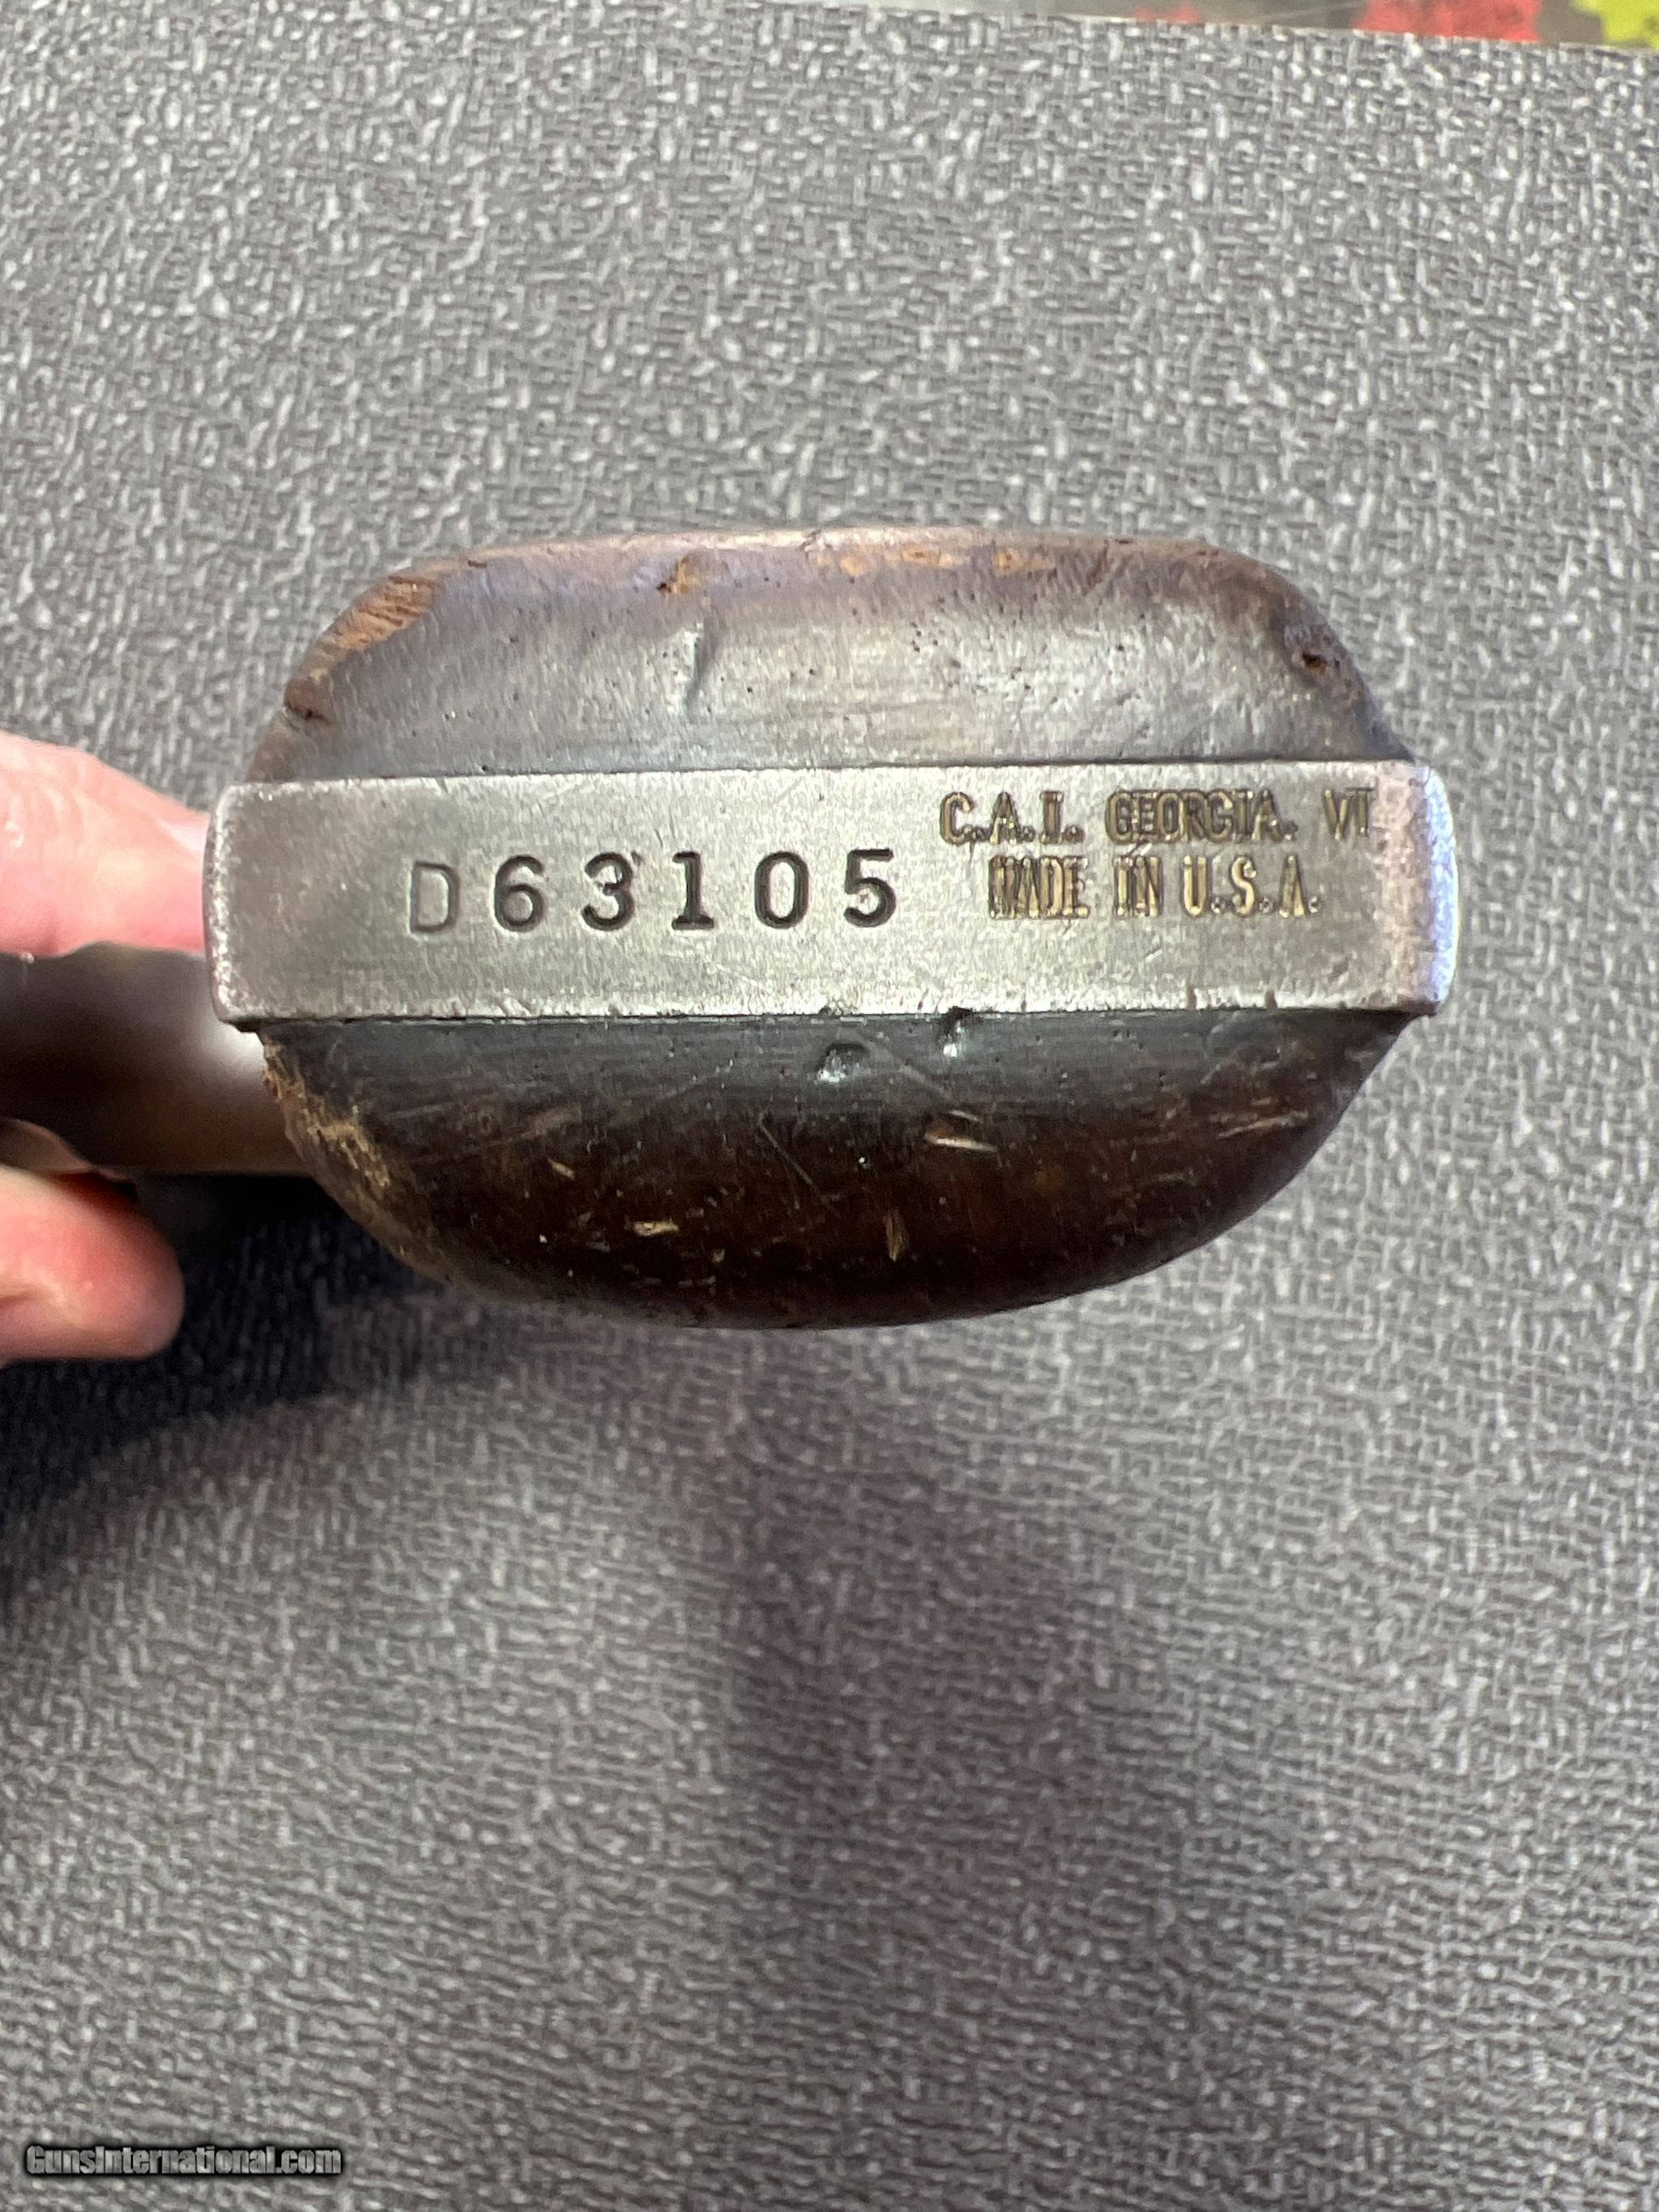 D63105
C.A.I. GEORGIA. VT
MADE IN U.S.A.
GunsInternational.com